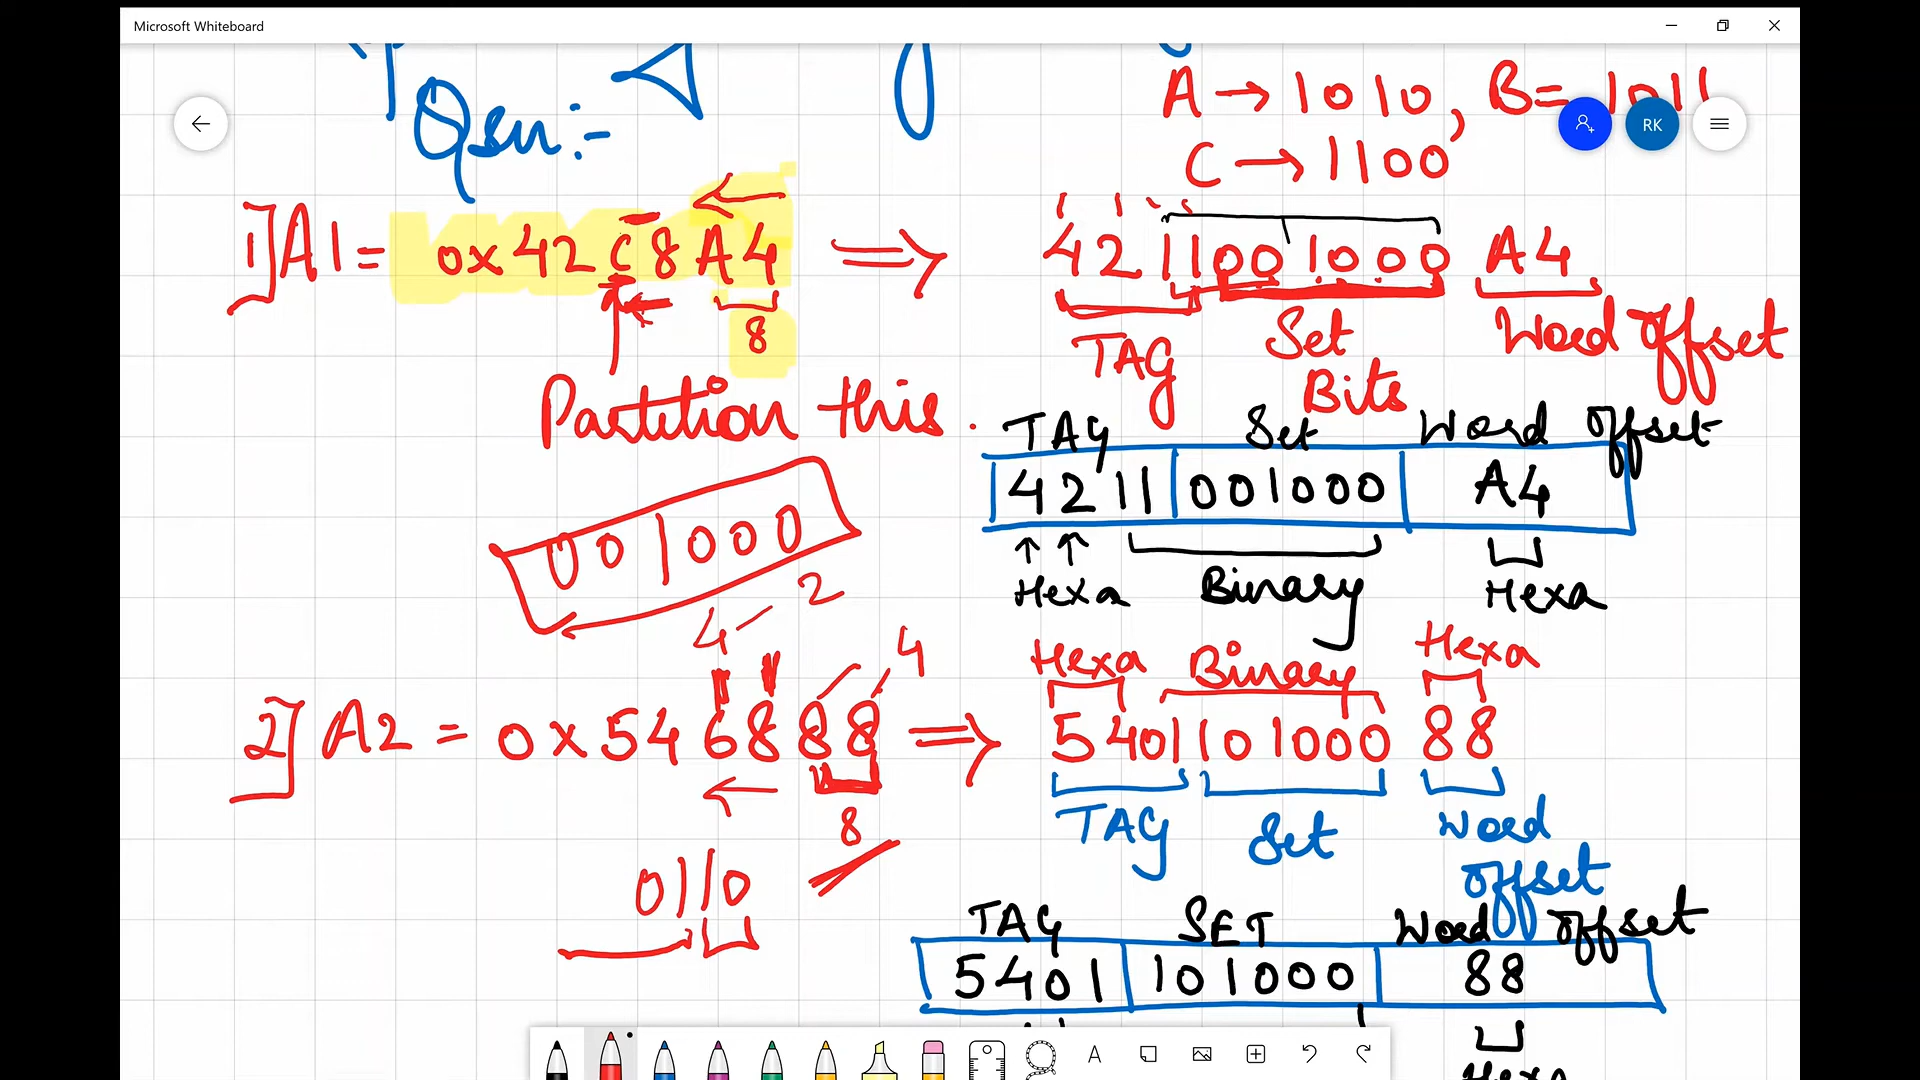 Microsoft Whiteboard
Qsn:-
A → 1010, B= 1011
C → 1100
RK
1] A1 = 0x42C8A4 ⇒ 42 11001000 A4
8
TAG Set Bits Word offset
Partition this.
TAG Set Word offset
42 11 001000 A4
Hexa Binary Hexa
001000
4 2
4
Hexa Binary Hexa
2] A2 = 0x546888 ⇒ 5401101000 88
8
TAG Set Word offset
0110
TAG SET Word offset
5401 101000 88
Hexa
A